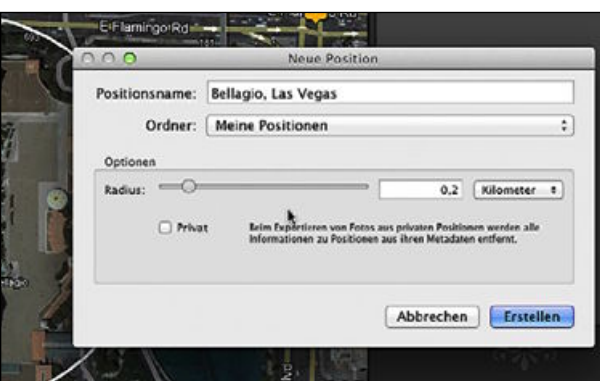 E Flamingo Rd
Neue Position
Positionsname: Bellagio, Las Vegas
Ordner: Meine Positionen
Optionen
Radius: 0,2 Kilometer
Privat
Beim Exportieren von Fotos aus privaten Positionen werden alle
Informationen zu Positionen aus ihren Metadaten entfernt.
Abbrechen Erstellen